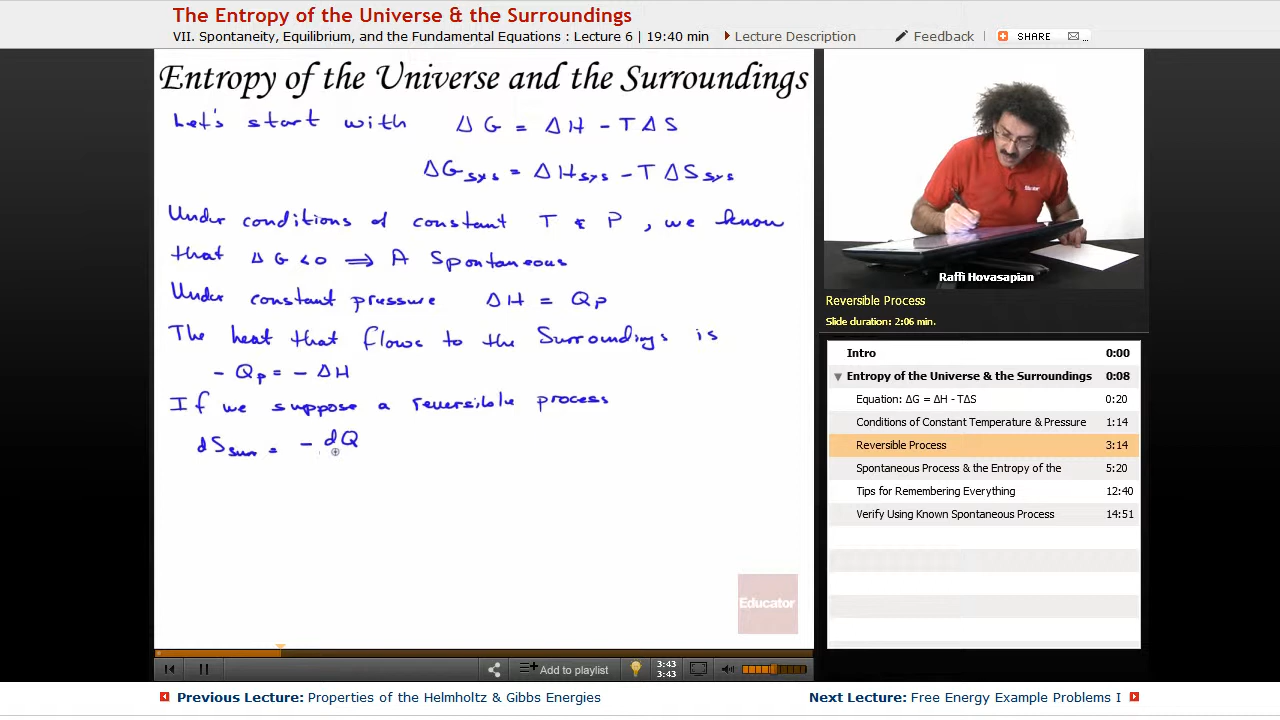 The Entropy of the Universe & the Surroundings
VII. Spontaneity, Equilibrium, and the Fundamental Equations : Lecture 6 | 19:40 min
Lecture Description
Feedback
SHARE
...
Entropy of the Universe and the Surroundings
Let's start with ΔG = ΔH - TΔS
ΔG sys = ΔH sys - TΔS sys
Under conditions of constant T & P, we know
that ΔG < 0 ⟹ A Spontaneous
Under constant pressure ΔH = Q_P
The heat that flows to the Surroundings is
- Q_P = - ΔH
If we suppose a reversible process
dS surr = - dQ
Educator
Raffi Hovasapian
Reversible Process
Slide duration: 2:06 min.
Intro 0:00
Entropy of the Universe & the Surroundings 0:08
Equation: ΔG = ΔH - TΔS 0:20
Conditions of Constant Temperature & Pressure 1:14
Reversible Process 3:14
Spontaneous Process & the Entropy of the 5:20
Tips for Remembering Everything 12:40
Verify Using Known Spontaneous Process 14:51
Add to playlist
3:43
3:43
Previous Lecture: Properties of the Helmholtz & Gibbs Energies
Next Lecture: Free Energy Example Problems I